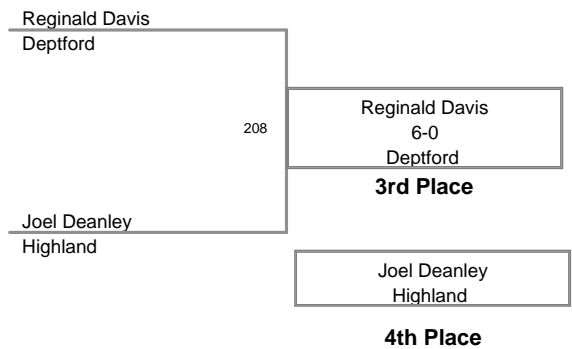 Reginald Davis
Deptford
208
Reginald Davis
6-0
Deptford
3rd Place
Joel Deanley
Highland
Joel Deanley
Highland
4th Place